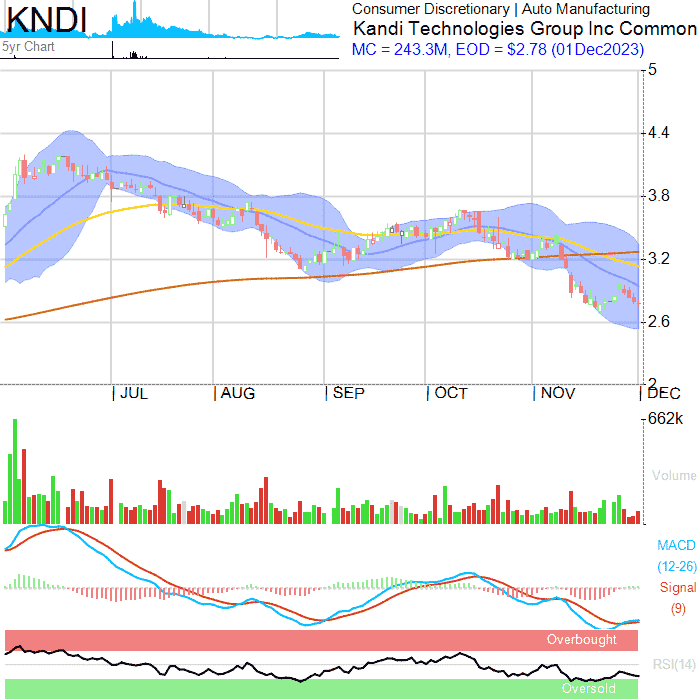 KNDI
5yr Chart
Consumer Discretionary | Auto Manufacturing
Kandi Technologies Group Inc Common
MC = 243.3M, EOD = $2.78 (01Dec2023)
5
4.4
3.8
3.2
2.6
2
JUL
AUG
SEP
OCT
NOV
DEC
662k
Volume
MACD
(12-26)
Signal
(9)
Overbought
RSI(14)
Oversold